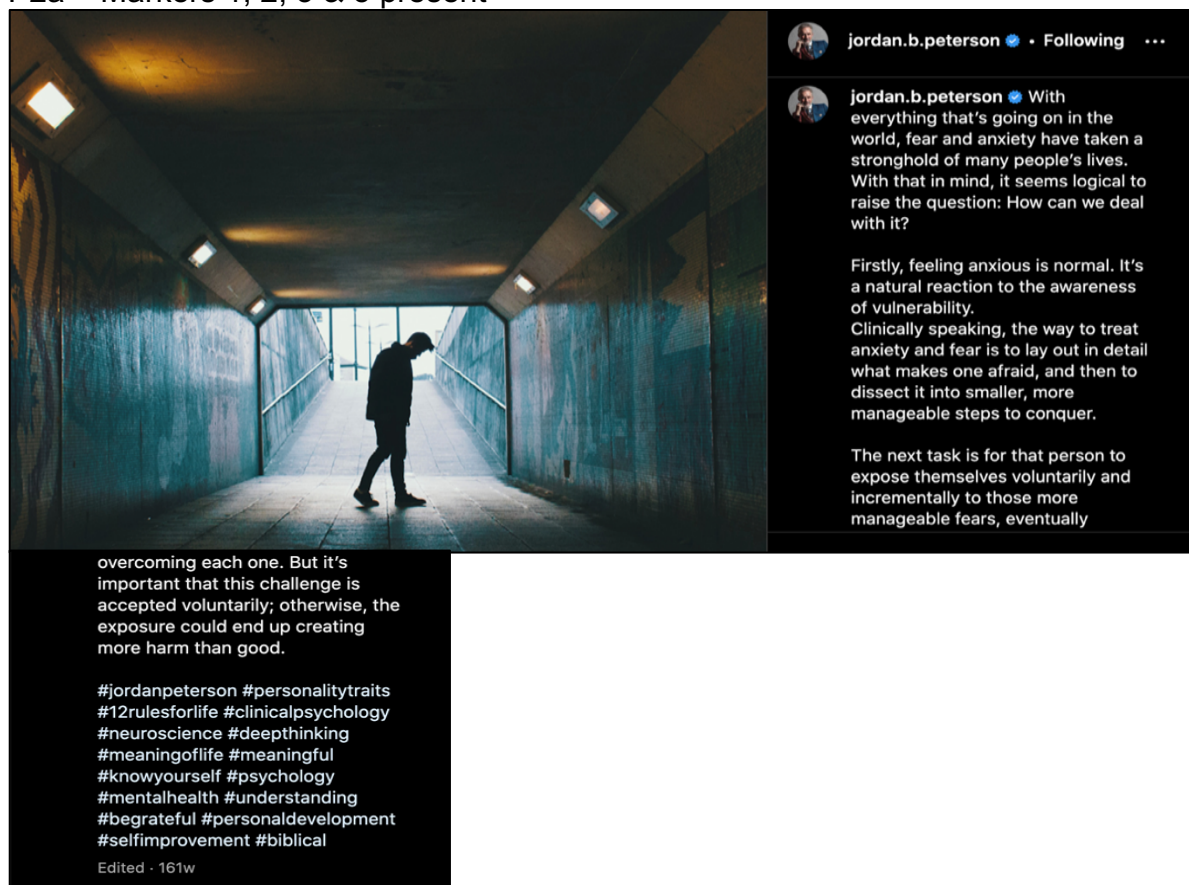 jordan.b.peterson • Following ...
jordan.b.peterson With
everything that's going on in the
world, fear and anxiety have taken a
stronghold of many people's lives.
With that in mind, it seems logical to
raise the question: How can we deal
with it?
Firstly, feeling anxious is normal. It's
a natural reaction to the awareness
of vulnerability.
Clinically speaking, the way to treat
anxiety and fear is to lay out in detail
what makes one afraid, and then to
dissect it into smaller, more
manageable steps to conquer.
The next task is for that person to
expose themselves voluntarily and
incrementally to those more
manageable fears, eventually
overcoming each one. But it's
important that this challenge is
accepted voluntarily; otherwise, the
exposure could end up creating
more harm than good.
#jordanpeterson #personalitytraits
#12rulesforlife #clinicalpsychology
#neuroscience #deepthinking
#meaningoflife #meaningful
#knowyourself #psychology
#mentalhealth #understanding
#begrateful #personaldevelopment
#selfimprovement #biblical
Edited · 161w